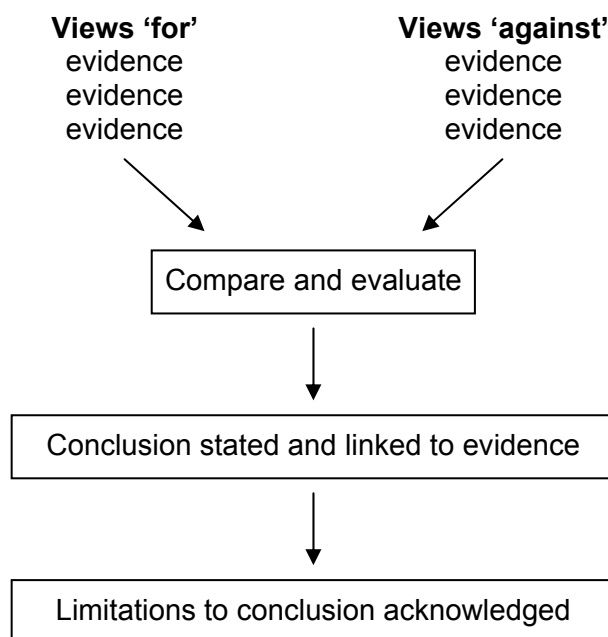 Views ‘for’
evidence
evidence
evidence
Views ‘against’
evidence
evidence
evidence
Compare and evaluate
Conclusion stated and linked to evidence
Limitations to conclusion acknowledged